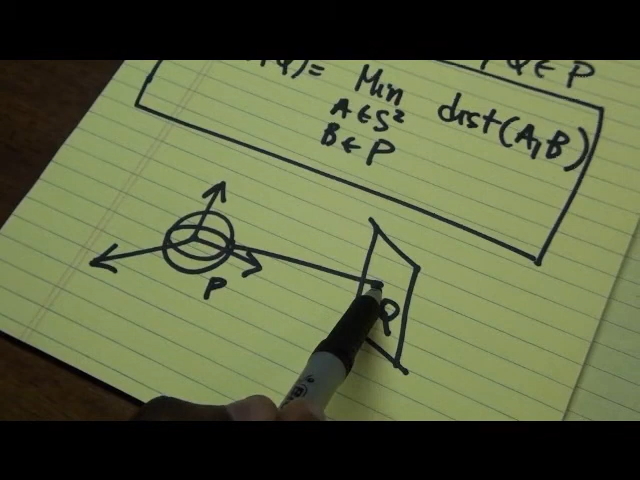 Q) = Min dist(A, B)
Q ∈ P
A ∈ S²
B ∈ P
P
Q